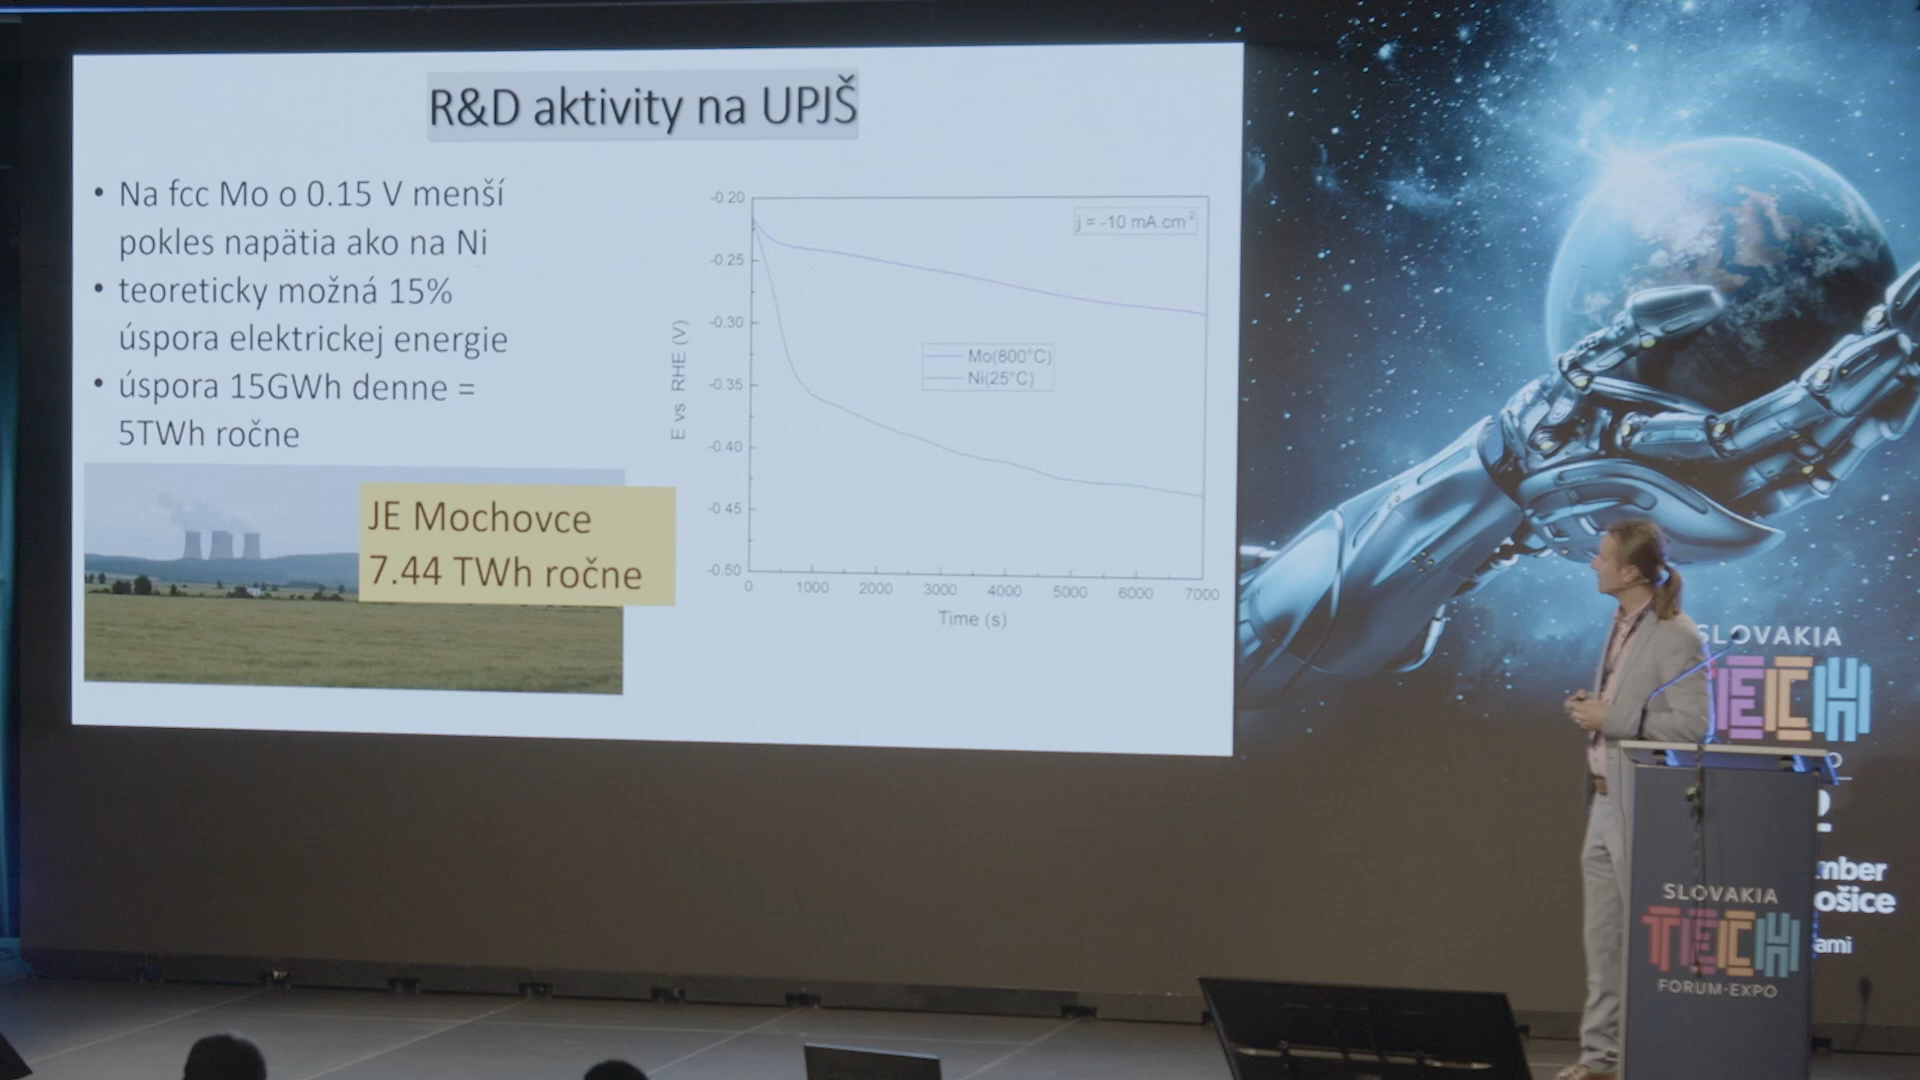 R&D aktivity na UPJŠ
• Na fcc Mo o 0.15 V menší
pokles napätia ako na Ni
• teoreticky možná 15%
úspora elektrickej energie
• úspora 15GWh denne =
5TWh ročne
JE Mochovce
7.44 TWh ročne
j = -10 mA.cm-2
-0.20
-0.25
-0.30
-0.35
-0.40
-0.45
-0.50
E vs. RHE (V)
Mo(800°C)
Ni(25°C)
0 1000 2000 3000 4000 5000 6000 7000
Time (s)
SLOVAKIA
TECH
SLOVAKIA
TECH
FORUM-EXPO